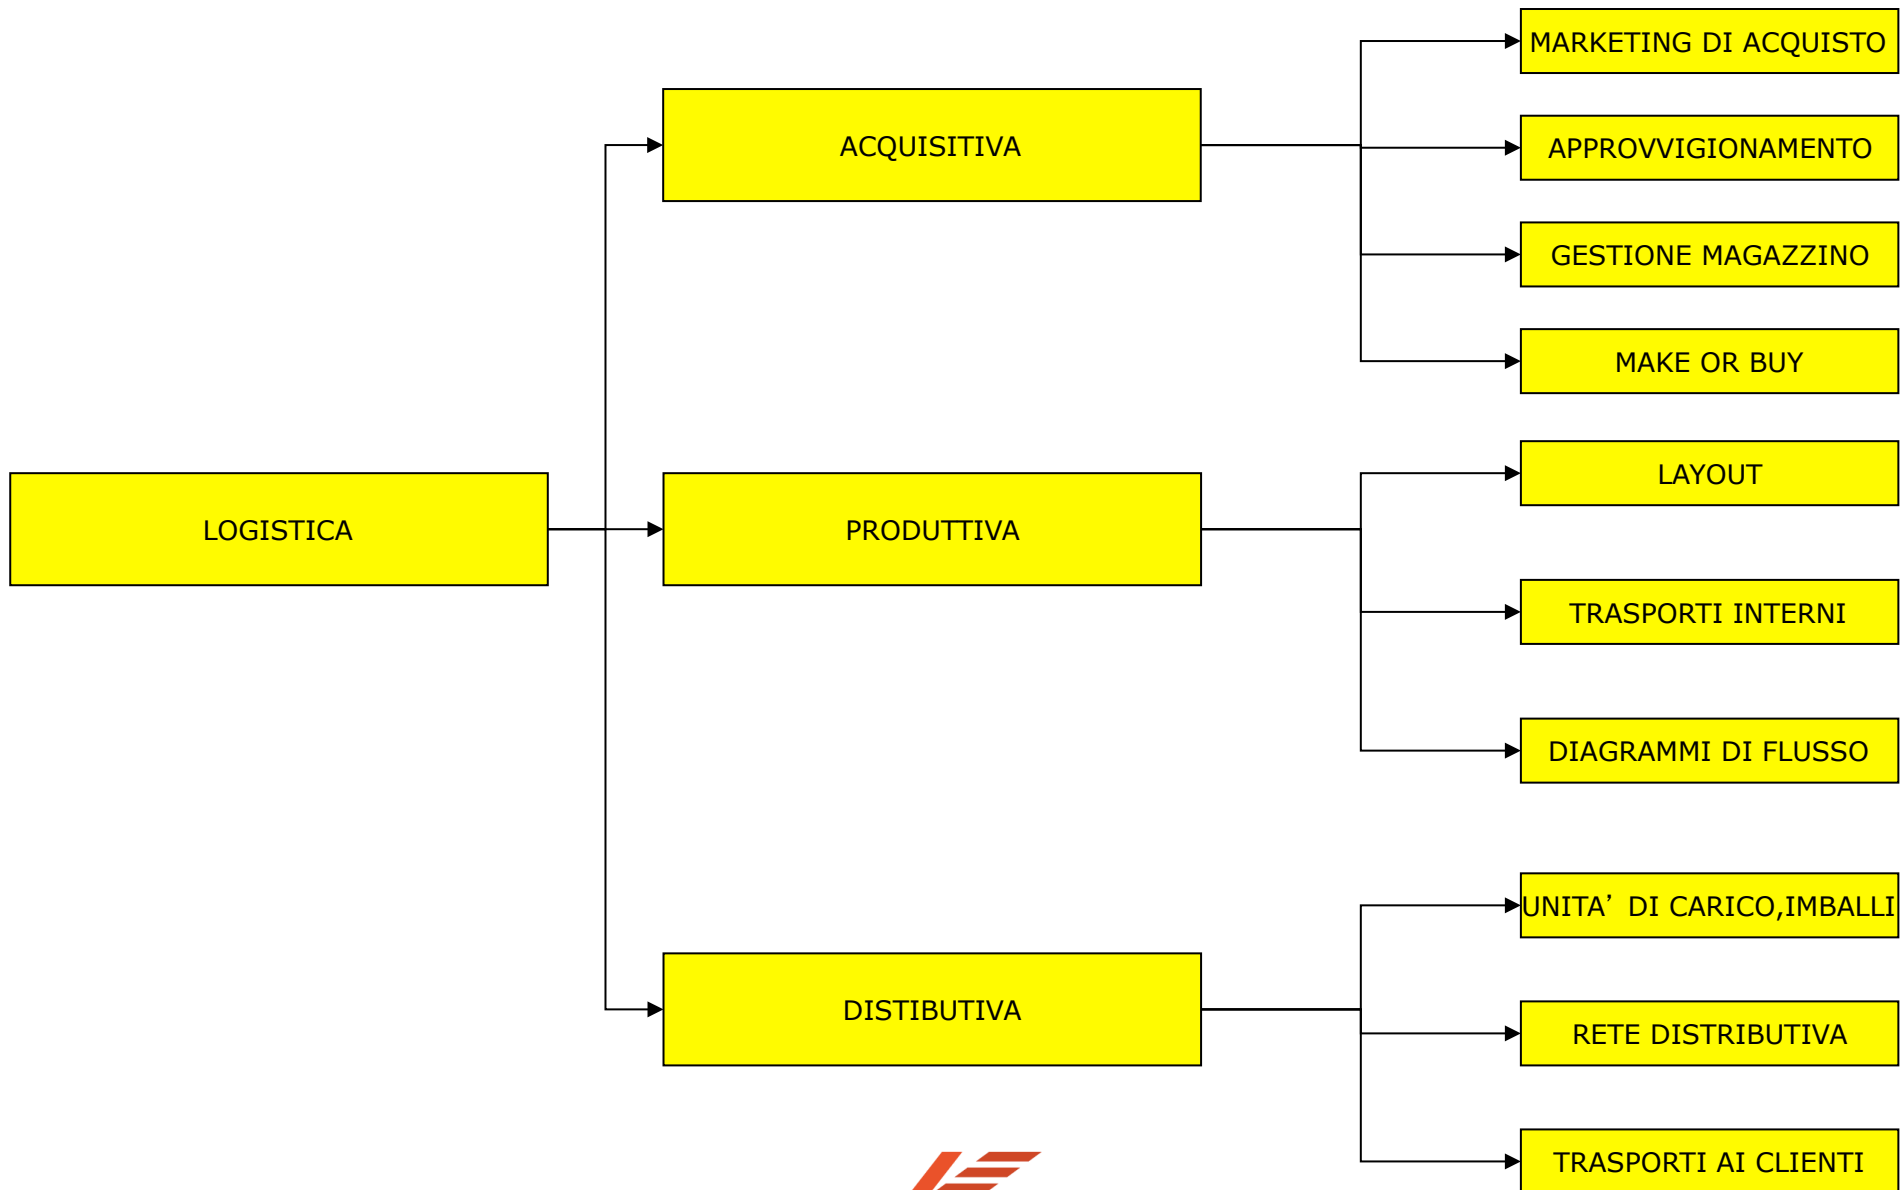 LOGISTICA
ACQUISITIVA
MARKETING DI ACQUISTO
APPROVVIGIONAMENTO
GESTIONE MAGAZZINO
MAKE OR BUY
PRODUTTIVA
LAYOUT
TRASPORTI INTERNI
DIAGRAMMI DI FLUSSO
DISTIBUTIVA
UNITA’ DI CARICO,IMBALLI
RETE DISTRIBUTIVA
TRASPORTI AI CLIENTI